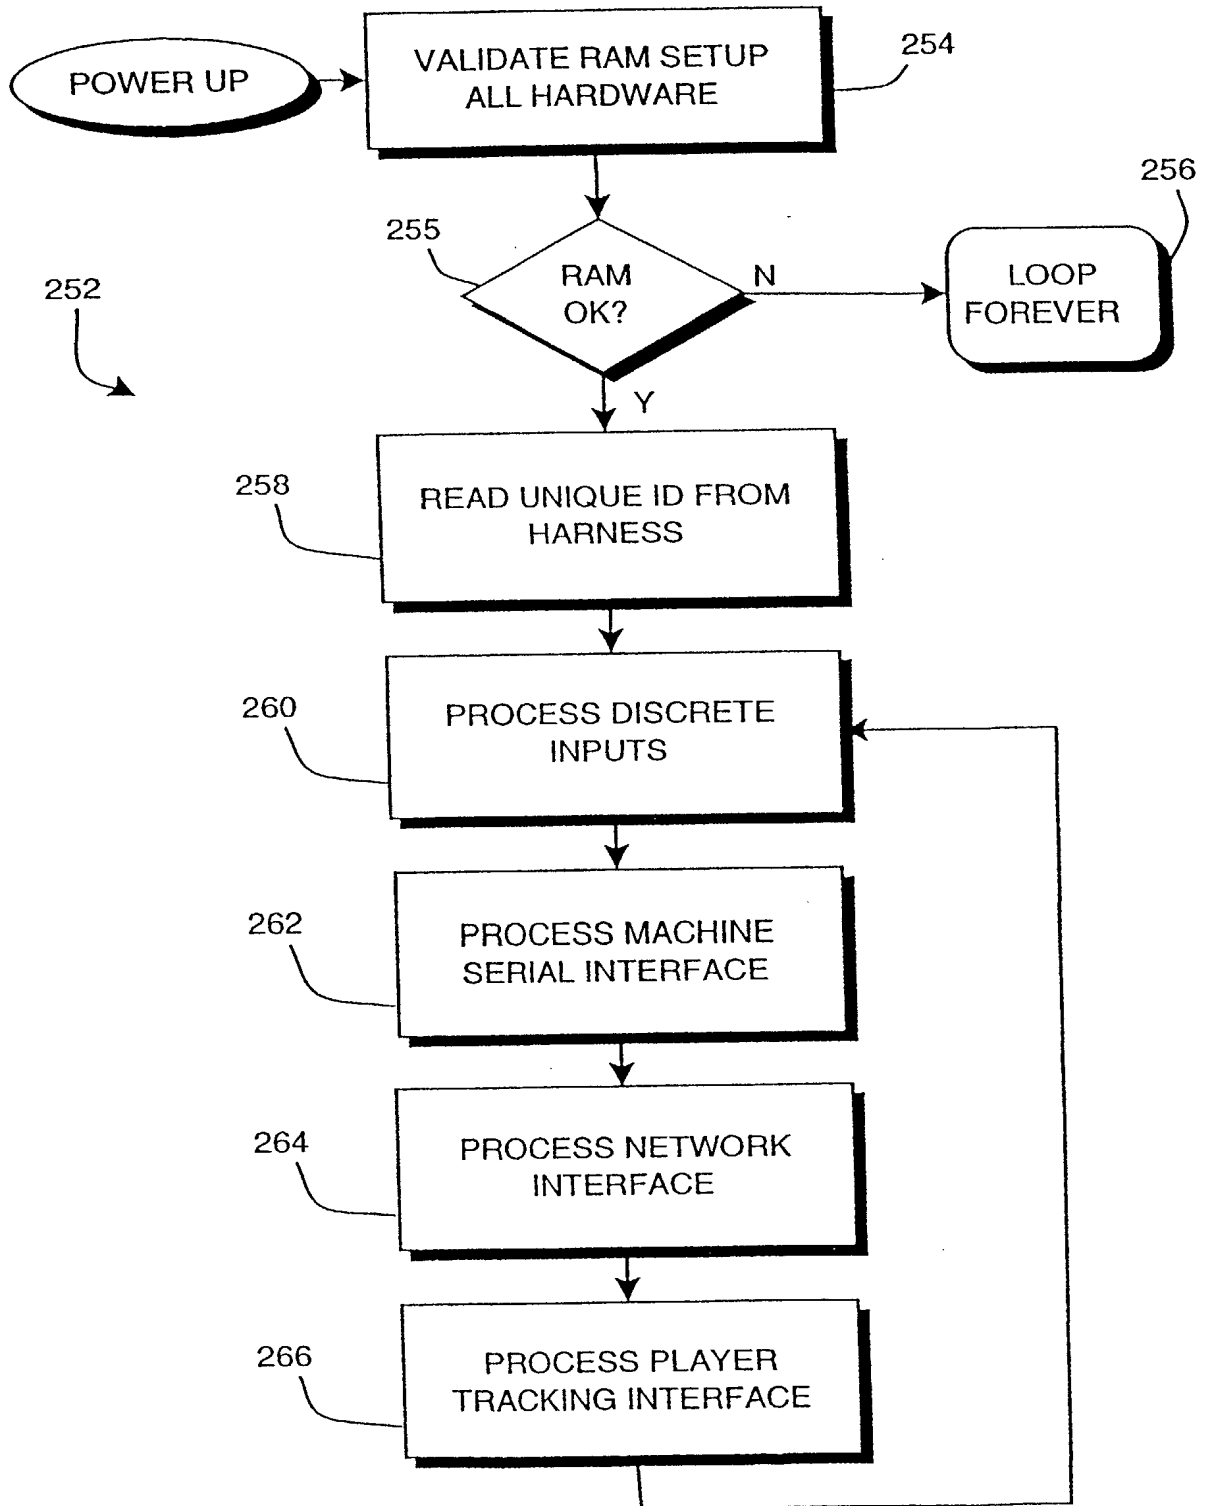 POWER UP
VALIDATE RAM SETUP
ALL HARDWARE
254
255
RAM
OK?
N
256
LOOP
FOREVER
252
Y
258
READ UNIQUE ID FROM
HARNESS
260
PROCESS DISCRETE
INPUTS
262
PROCESS MACHINE
SERIAL INTERFACE
264
PROCESS NETWORK
INTERFACE
266
PROCESS PLAYER
TRACKING INTERFACE